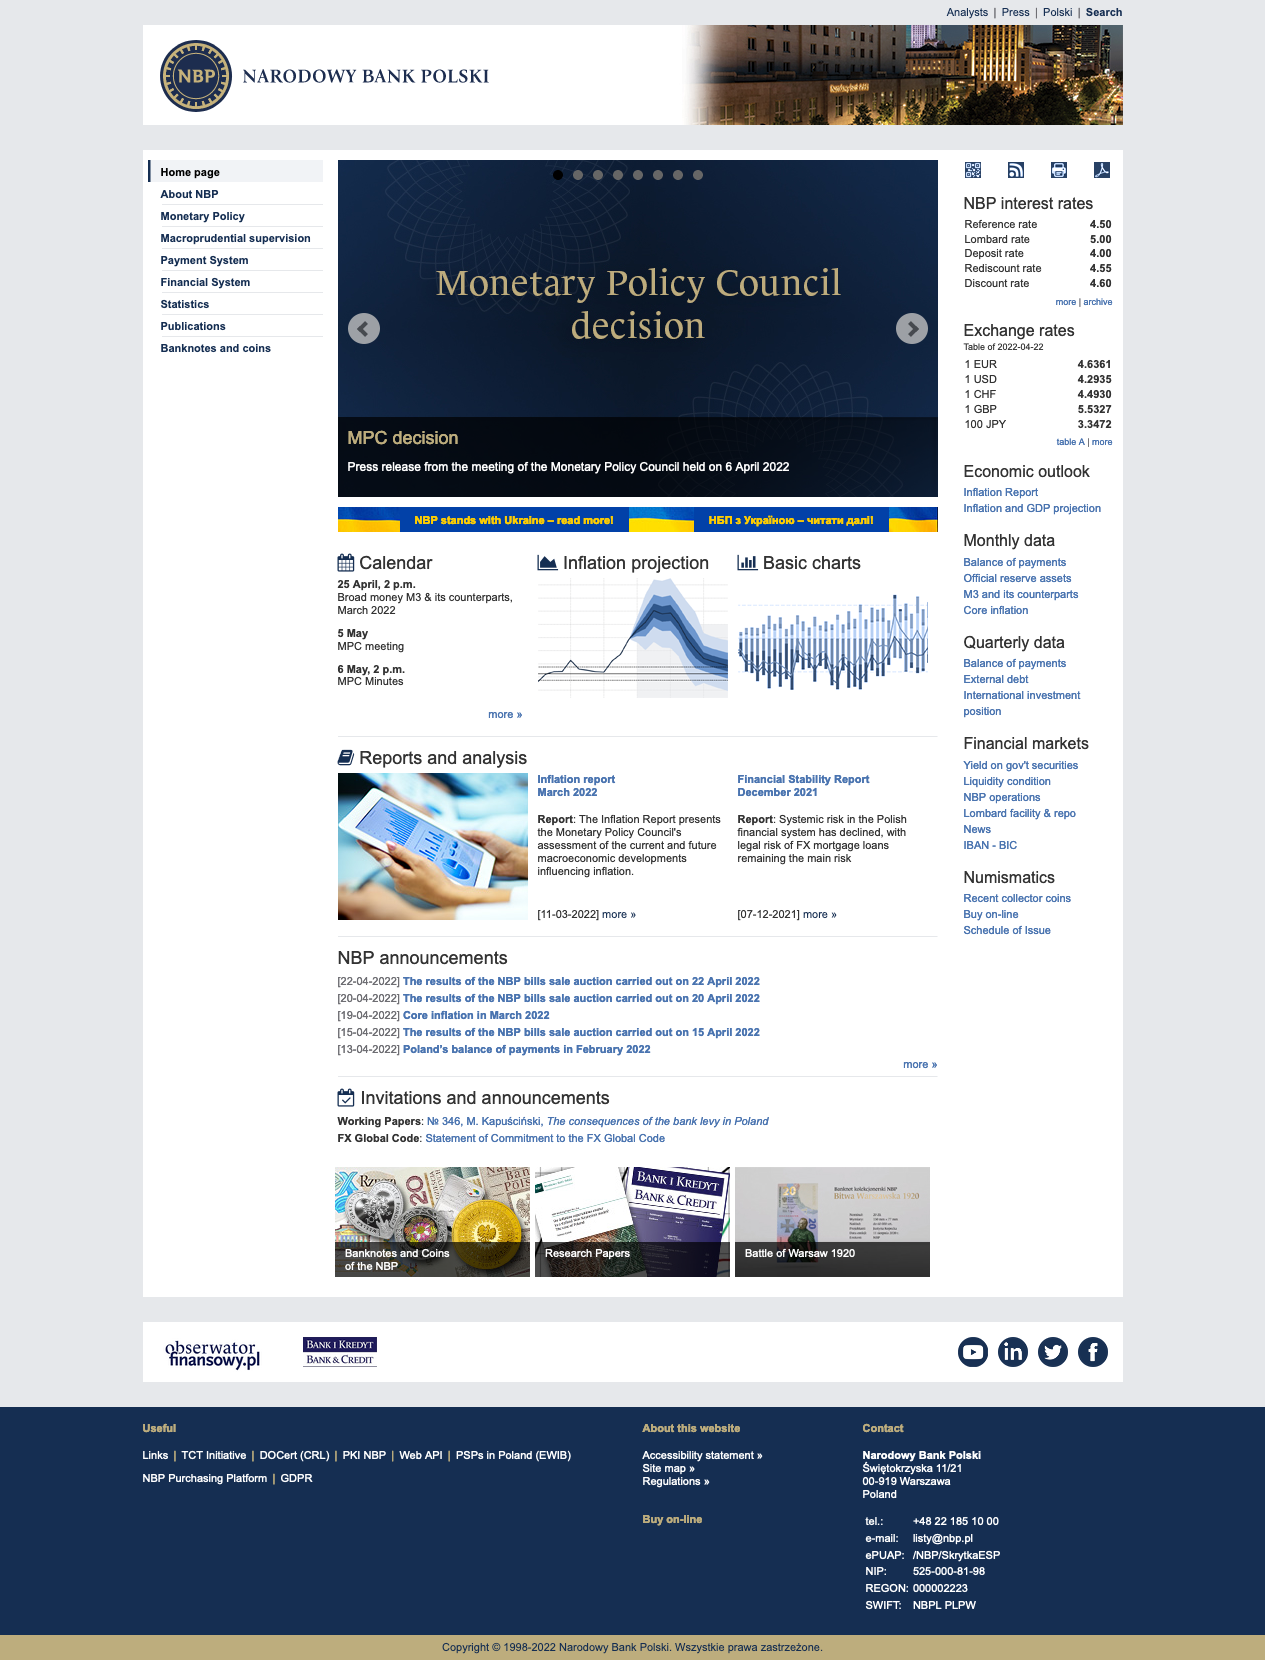 Analysts | Press | Polski | Search
NBP
NARODOWY BANK POLSKI
Home page
About NBP
Monetary Policy
Macroprudential supervision
Payment System
Financial System
Statistics
Publications
Banknotes and coins
Monetary Policy Council
decision
MPC decision
Press release from the meeting of the Monetary Policy Council held on 6 April 2022
NBP stands with Ukraine – read more!
НБП з Україною – читати далі!
Calendar
25 April, 2 p.m.
Broad money M3 & its counterparts,
March 2022
5 May
MPC meeting
6 May, 2 p.m.
MPC Minutes
more »
Inflation projection
Basic charts
Reports and analysis
Inflation report
March 2022
Report: The Inflation Report presents
the Monetary Policy Council's
assessment of the current and future
macroeconomic developments
influencing inflation.
[11-03-2022] more »
Financial Stability Report
December 2021
Report: Systemic risk in the Polish
financial system has declined, with
legal risk of FX mortgage loans
remaining the main risk
[07-12-2021] more »
NBP announcements
[22-04-2022] The results of the NBP bills sale auction carried out on 22 April 2022
[20-04-2022] The results of the NBP bills sale auction carried out on 20 April 2022
[19-04-2022] Core inflation in March 2022
[15-04-2022] The results of the NBP bills sale auction carried out on 15 April 2022
[13-04-2022] Poland's balance of payments in February 2022
more »
Invitations and announcements
Working Papers: № 346, M. Kapuściński, The consequences of the bank levy in Poland
FX Global Code: Statement of Commitment to the FX Global Code
Banknotes and Coins
of the NBP
BANK I KREDYT
BANK & CREDIT
Research Papers
Banknot kolekcjonerski NBP
Bitwa Warszawska 1920
Battle of Warsaw 1920
NBP interest rates
Reference rate 4.50
Lombard rate 5.00
Deposit rate 4.00
Rediscount rate 4.55
Discount rate 4.60
more | archive
Exchange rates
Table of 2022-04-22
1 EUR 4.6361
1 USD 4.2935
1 CHF 4.4930
1 GBP 5.5327
100 JPY 3.3472
table A | more
Economic outlook
Inflation Report
Inflation and GDP projection
Monthly data
Balance of payments
Official reserve assets
M3 and its counterparts
Core inflation
Quarterly data
Balance of payments
External debt
International investment
position
Financial markets
Yield on gov't securities
Liquidity condition
NBP operations
Lombard facility & repo
News
IBAN - BIC
Numismatics
Recent collector coins
Buy on-line
Schedule of Issue
obserwator
finansowy.pl
BANK I KREDYT
BANK & CREDIT
Useful
Links | TCT Initiative | DOCert (CRL) | PKI NBP | Web API | PSPs in Poland (EWIB)
NBP Purchasing Platform | GDPR
About this website
Accessibility statement »
Site map »
Regulations »
Buy on-line
Contact
Narodowy Bank Polski
Świętokrzyska 11/21
00-919 Warszawa
Poland
tel.: +48 22 185 10 00
e-mail: listy@nbp.pl
ePUAP: /NBP/SkrytkaESP
NIP: 525-000-81-98
REGON: 000002223
SWIFT: NBPL PLPW
Copyright © 1998-2022 Narodowy Bank Polski. Wszystkie prawa zastrzeżone.